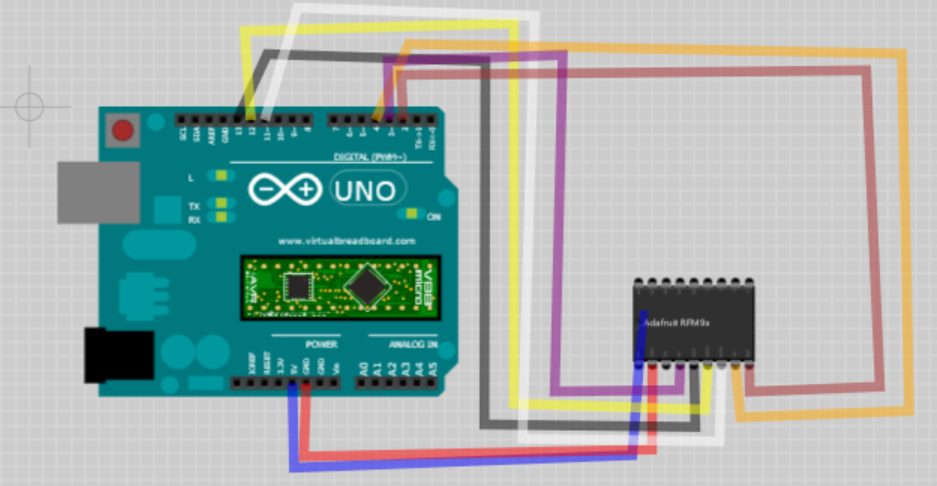 SCL
SDA
AREF
GND
13
12
11~
10~
9~
8
7
6~
5~
4
3~
2
TX→1
RX←0
DIGITAL (PWM~)
L
TX
RX
UNO
ON
www.virtualbreadboard.com
AVR
VBB
micro
Adafruit RFM9x
POWER
ANALOG IN
IOREF
RESET
3.3V
5V
GND
GND
Vin
A0
A1
A2
A3
A4
A5